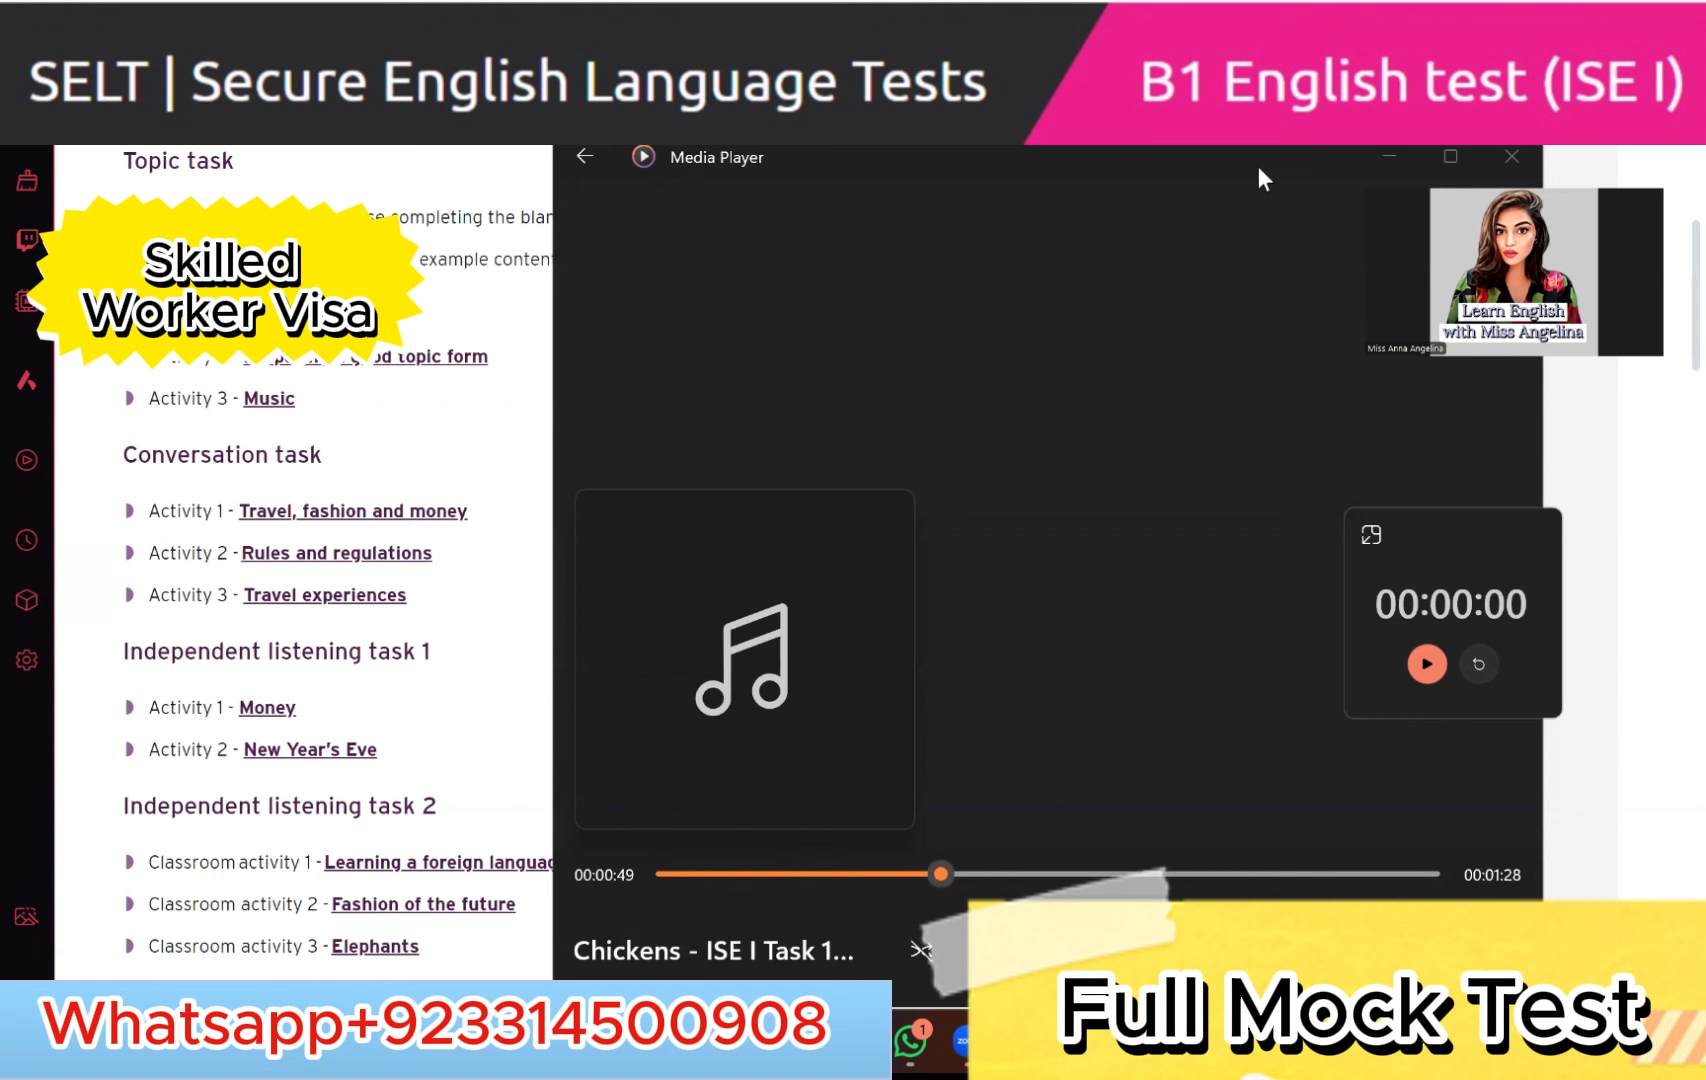 SELT | Secure English Language Tests
B1 English test (ISE I)
Topic task
completing the blan
example content
Skilled
Worker Visa
topic form
Activity 3 - Music
Conversation task
Activity 1 - Travel, fashion and money
Activity 2 - Rules and regulations
Activity 3 - Travel experiences
Independent listening task 1
Activity 1 - Money
Activity 2 - New Year's Eve
Independent listening task 2
Classroom activity 1 - Learning a foreign languag
Classroom activity 2 - Fashion of the future
Classroom activity 3 - Elephants
Media Player
Learn English
with Miss Angelina
Miss Anna Angelina
00:00:00
00:00:49
00:01:28
Chickens - ISE I Task 1...
Whatsapp+923314500908
1
zo
Full Mock Test